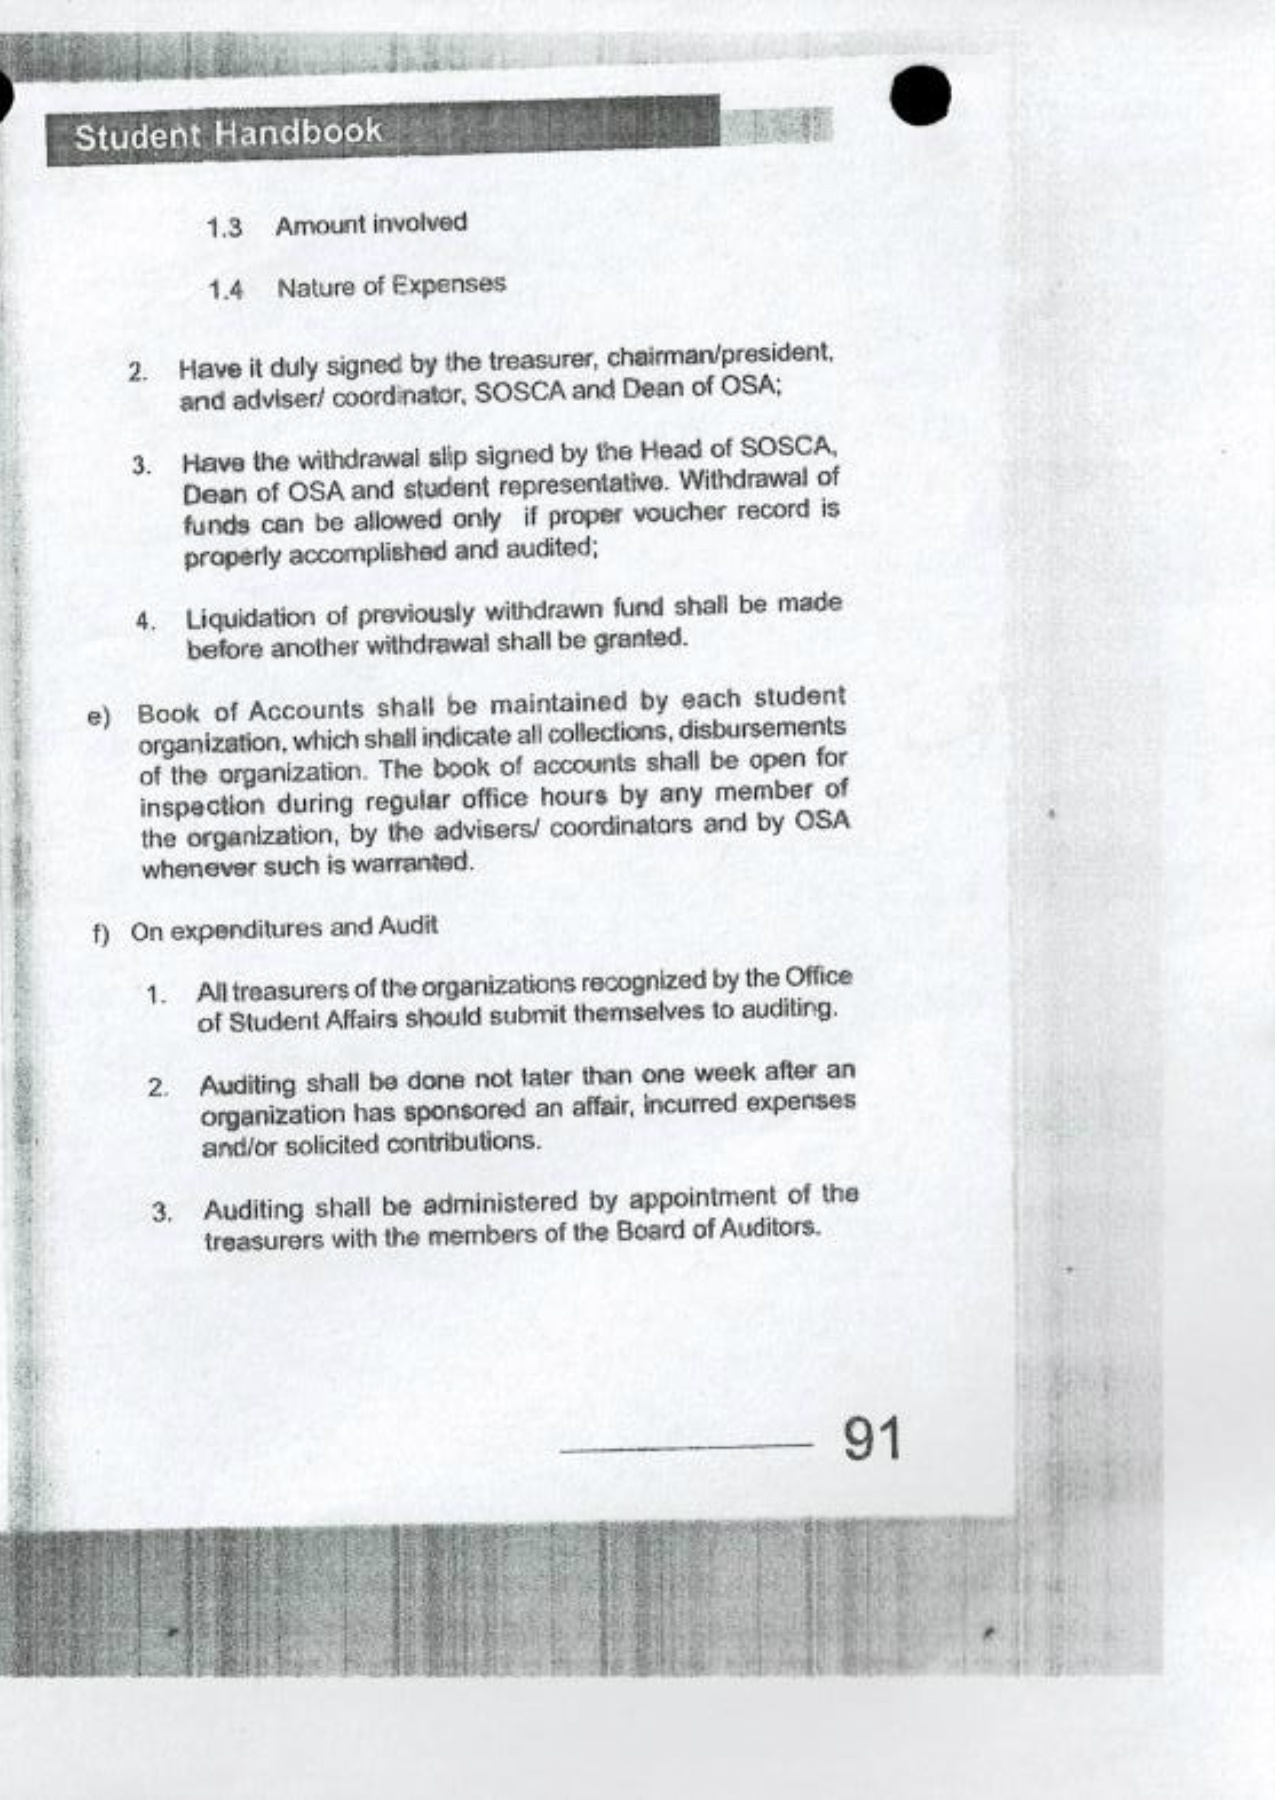 Student Handbook
1.3 Amount involved
1.4 Nature of Expenses
2. Have it duly signed by the treasurer, chairman/president,
and adviser/ coordinator, SOSCA and Dean of OSA;
3. Have the withdrawal slip signed by the Head of SOSCA,
Dean of OSA and student representative. Withdrawal of
funds can be allowed only if proper voucher record is
properly accomplished and audited;
4. Liquidation of previously withdrawn fund shall be made
before another withdrawal shall be granted.
e) Book of Accounts shall be maintained by each student
organization, which shall indicate all collections, disbursements
of the organization. The book of accounts shall be open for
inspection during regular office hours by any member of
the organization, by the advisers/ coordinators and by OSA
whenever such is warranted.
f) On expenditures and Audit
1. All treasurers of the organizations recognized by the Office
of Student Affairs should submit themselves to auditing.
2. Auditing shall be done not later than one week after an
organization has sponsored an affair, incurred expenses
and/or solicited contributions.
3. Auditing shall be administered by appointment of the
treasurers with the members of the Board of Auditors.
91